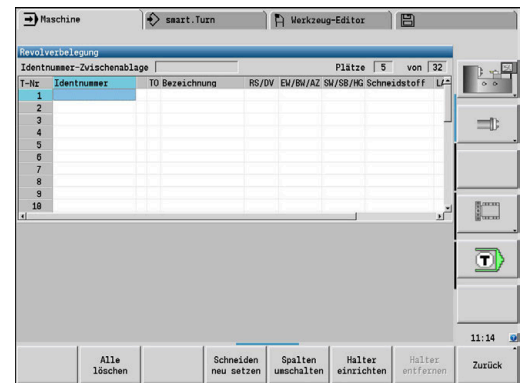 Maschine smart.Turn Werkzeug-Editor
Revolverbelegung
Identnummer-Zwischenablage Plätze 5 von 32
T-Nr Identnummer TO Bezeichnung RS/DV EW/BW/AZ SW/SB/HG Schneidstoff
1
2
3
4
5
6
7
8
9
10
T
11:14
Alle löschen Schneiden neu setzen Spalten umschalten Halter einrichten Halter entfernen Zurück